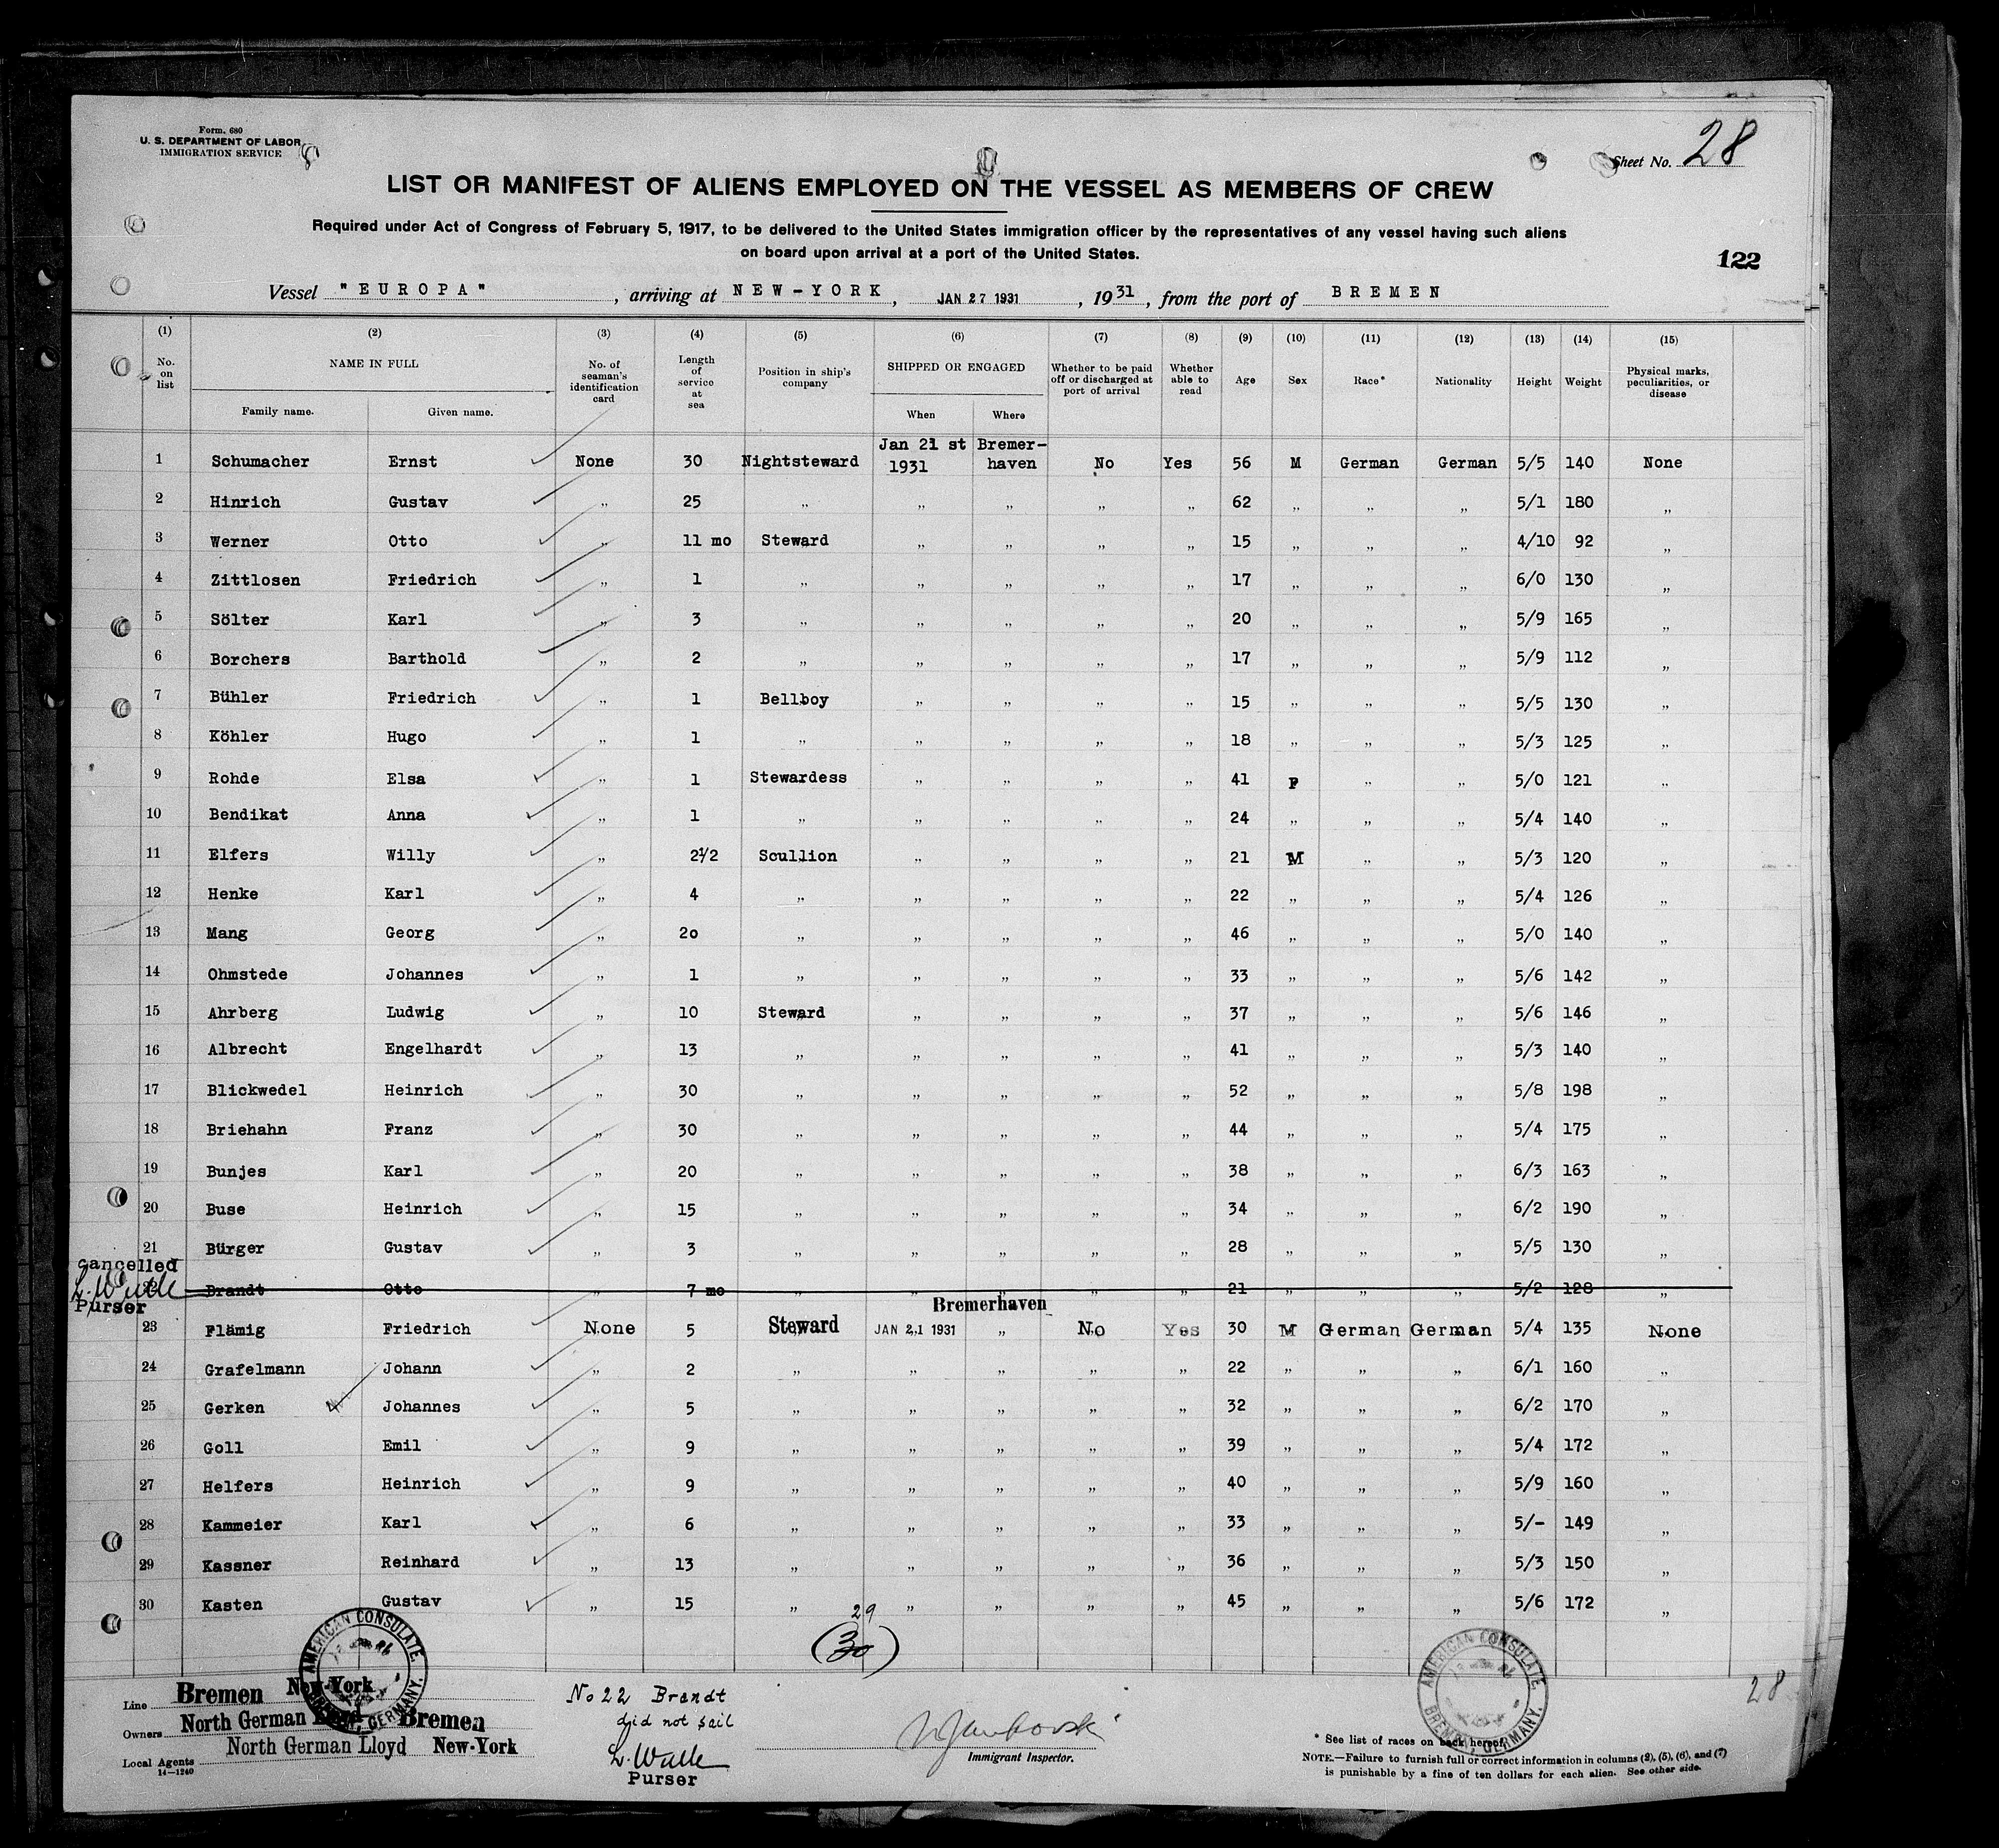 Form. 680
U. S. DEPARTMENT OF LABOR
IMMIGRATION SERVICE
Sheet No. 28
LIST OR MANIFEST OF ALIENS EMPLOYED ON THE VESSEL AS MEMBERS OF CREW
Required under Act of Congress of February 5, 1917, to be delivered to the United States immigration officer by the representatives of any vessel having such aliens
on board upon arrival at a port of the United States.
122
Vessel "EUROPA", arriving at NEW-YORK, JAN 27 1931, 1931, from the port of BREMEN
(1) (2) (3) (4) (5) (6) (7) (8) (9) (10) (11) (12) (13) (14) (15)
No. on list NAME IN FULL Family name. Given name. No. of seaman's identification card Length of service at sea Position in ship's company SHIPPED OR ENGAGED When Where Whether to be paid off or discharged at port of arrival Whether able to read Age Sex Race* Nationality Height Weight Physical marks, peculiarities, or disease
1 Schumacher Ernst None 30 Nightsteward Jan 21 st 1931 Bremer-haven No Yes 56 M German German 5/5 140 None
2 Hinrich Gustav „ 25 „ „ „ „ „ 62 „ „ „ 5/1 180 „
3 Werner Otto „ 11 mo Steward „ „ „ „ 15 „ „ „ 4/10 92 „
4 Zittlosen Friedrich „ 1 „ „ „ „ „ 17 „ „ „ 6/0 130 „
5 Sölter Karl „ 3 „ „ „ „ „ 20 „ „ „ 5/9 165 „
6 Borchers Barthold „ 2 „ „ „ „ „ 17 „ „ „ 5/9 112 „
7 Bühler Friedrich „ 1 Bellboy „ „ „ „ 15 „ „ „ 5/5 130 „
8 Köhler Hugo „ 1 „ „ „ „ „ 18 „ „ „ 5/3 125 „
9 Rohde Elsa „ 1 Stewardess „ „ „ „ 41 F „ „ 5/0 121 „
10 Bendikat Anna „ 1 „ „ „ „ „ 24 „ „ „ 5/4 140 „
11 Elfers Willy „ 2½ Scullion „ „ „ „ 21 M „ „ 5/3 120 „
12 Henke Karl „ 4 „ „ „ „ „ 22 „ „ „ 5/4 126 „
13 Mang Georg „ 2o „ „ „ „ „ 46 „ „ „ 5/0 140 „
14 Ohmstede Johannes „ 1 „ „ „ „ „ 33 „ „ „ 5/6 142 „
15 Ahrberg Ludwig „ 10 Steward „ „ „ „ 37 „ „ „ 5/6 146 „
16 Albrecht Engelhardt „ 13 „ „ „ „ „ 41 „ „ „ 5/3 140 „
17 Blickwedel Heinrich „ 30 „ „ „ „ „ 52 „ „ „ 5/8 198 „
18 Briehahn Franz „ 30 „ „ „ „ „ 44 „ „ „ 5/4 175 „
19 Bunjes Karl „ 20 „ „ „ „ „ 38 „ „ „ 6/3 163 „
20 Buse Heinrich „ 15 „ „ „ „ „ 34 „ „ „ 6/2 190 „
21 Bürger Gustav „ 3 „ „ „ „ „ 28 „ „ „ 5/5 130 „
cancelled
22 Brandt Otto „ 7 mo „ „ „ „ „ 21 „ „ „ 5/2 128 „
L. Wulle
Purser
Bremerhaven
23 Flämig Friedrich None 5 Steward JAN 21 1931 „ No Yes 30 M German German 5/4 135 None
24 Grafelmann Johann „ 2 „ „ „ „ „ 22 „ „ „ 6/1 160 „
25 Gerken Johannes „ 5 „ „ „ „ „ 32 „ „ „ 6/2 170 „
26 Goll Emil „ 9 „ „ „ „ „ 39 „ „ „ 5/4 172 „
27 Helfers Heinrich „ 9 „ „ „ „ „ 40 „ „ „ 5/9 160 „
28 Kammeier Karl „ 6 „ „ „ „ „ 33 „ „ „ 5/- 149 „
29 Kassner Reinhard „ 13 „ „ „ „ „ 36 „ „ „ 5/3 150 „
30 Kasten Gustav „ 15 „ „ „ „ „ 45 „ „ „ 5/6 172 „
29
(30)
AMERICAN CONSULATE, BREMEN, GERMANY.
AMERICAN CONSULATE, BREMEN, GERMANY.
28
Line Bremen New-York
Owners North German Lloyd Bremen
Local Agents North German Lloyd New-York
14-1240
No 22 Brandt
did not sail
L. Wulle
Purser
Immigrant Inspector.
* See list of races on back hereof.
NOTE.—Failure to furnish full or correct information in columns (2), (5), (6), and (7)
is punishable by a fine of ten dollars for each alien. See other side.